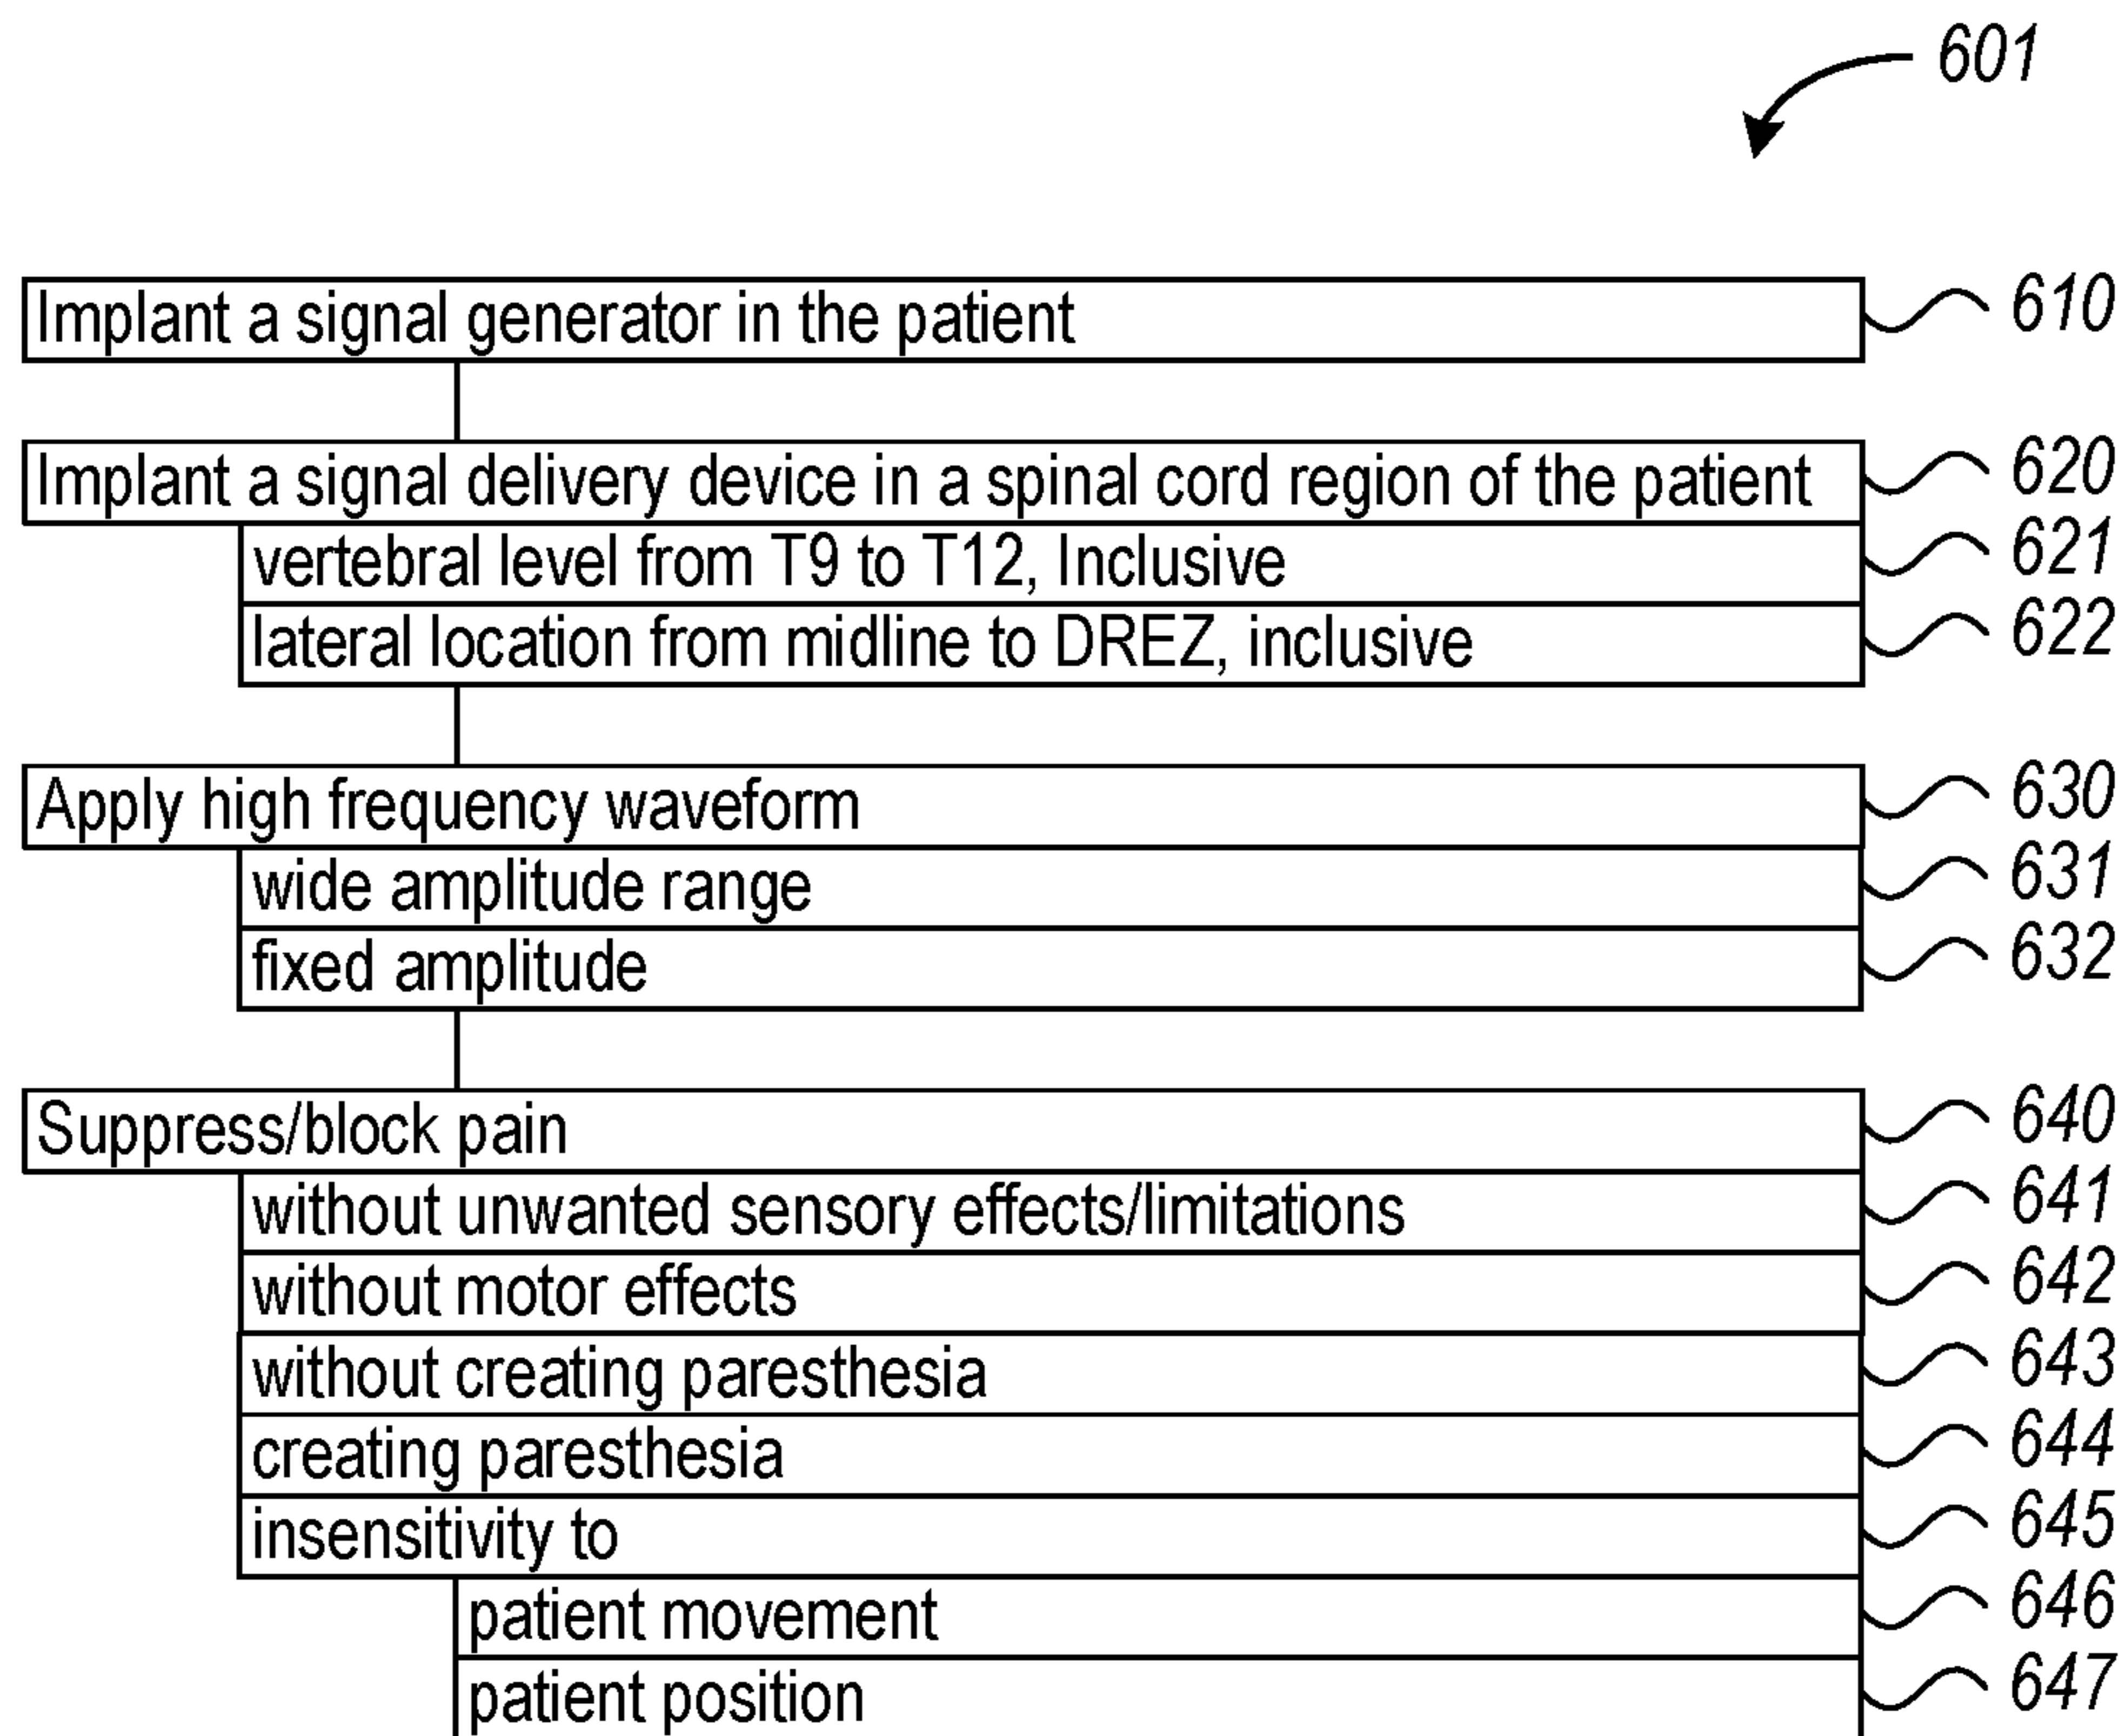 601
Implant a signal generator in the patient 610
Implant a signal delivery device in a spinal cord region of the patient 620
vertebral level from T9 to T12, Inclusive 621
lateral location from midline to DREZ, inclusive 622
Apply high frequency waveform 630
wide amplitude range 631
fixed amplitude 632
Suppress/block pain 640
without unwanted sensory effects/limitations 641
without motor effects 642
without creating paresthesia 643
creating paresthesia 644
insensitivity to 645
patient movement 646
patient position 647